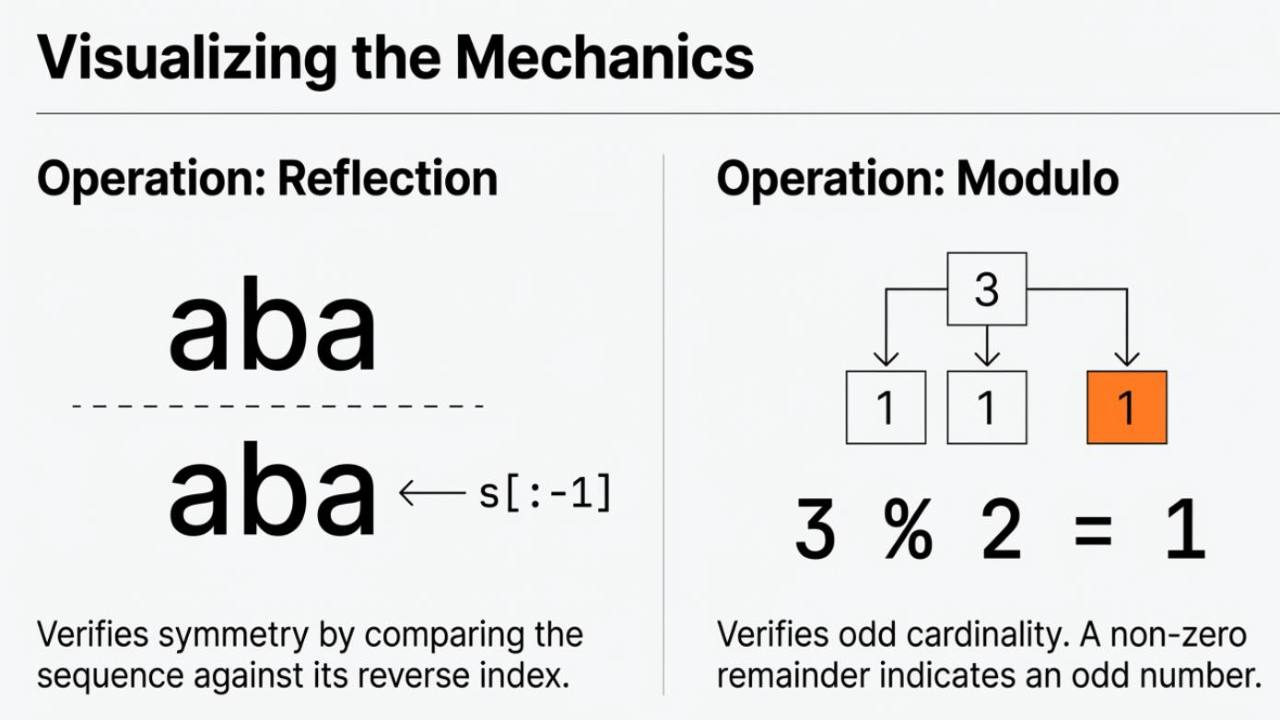 Visualizing the Mechanics
Operation: Reflection
aba
aba
s[:-1]
Verifies symmetry by comparing the
sequence against its reverse index.
Operation: Modulo
3
1 1 1
3 % 2 = 1
Verifies odd cardinality. A non-zero
remainder indicates an odd number.